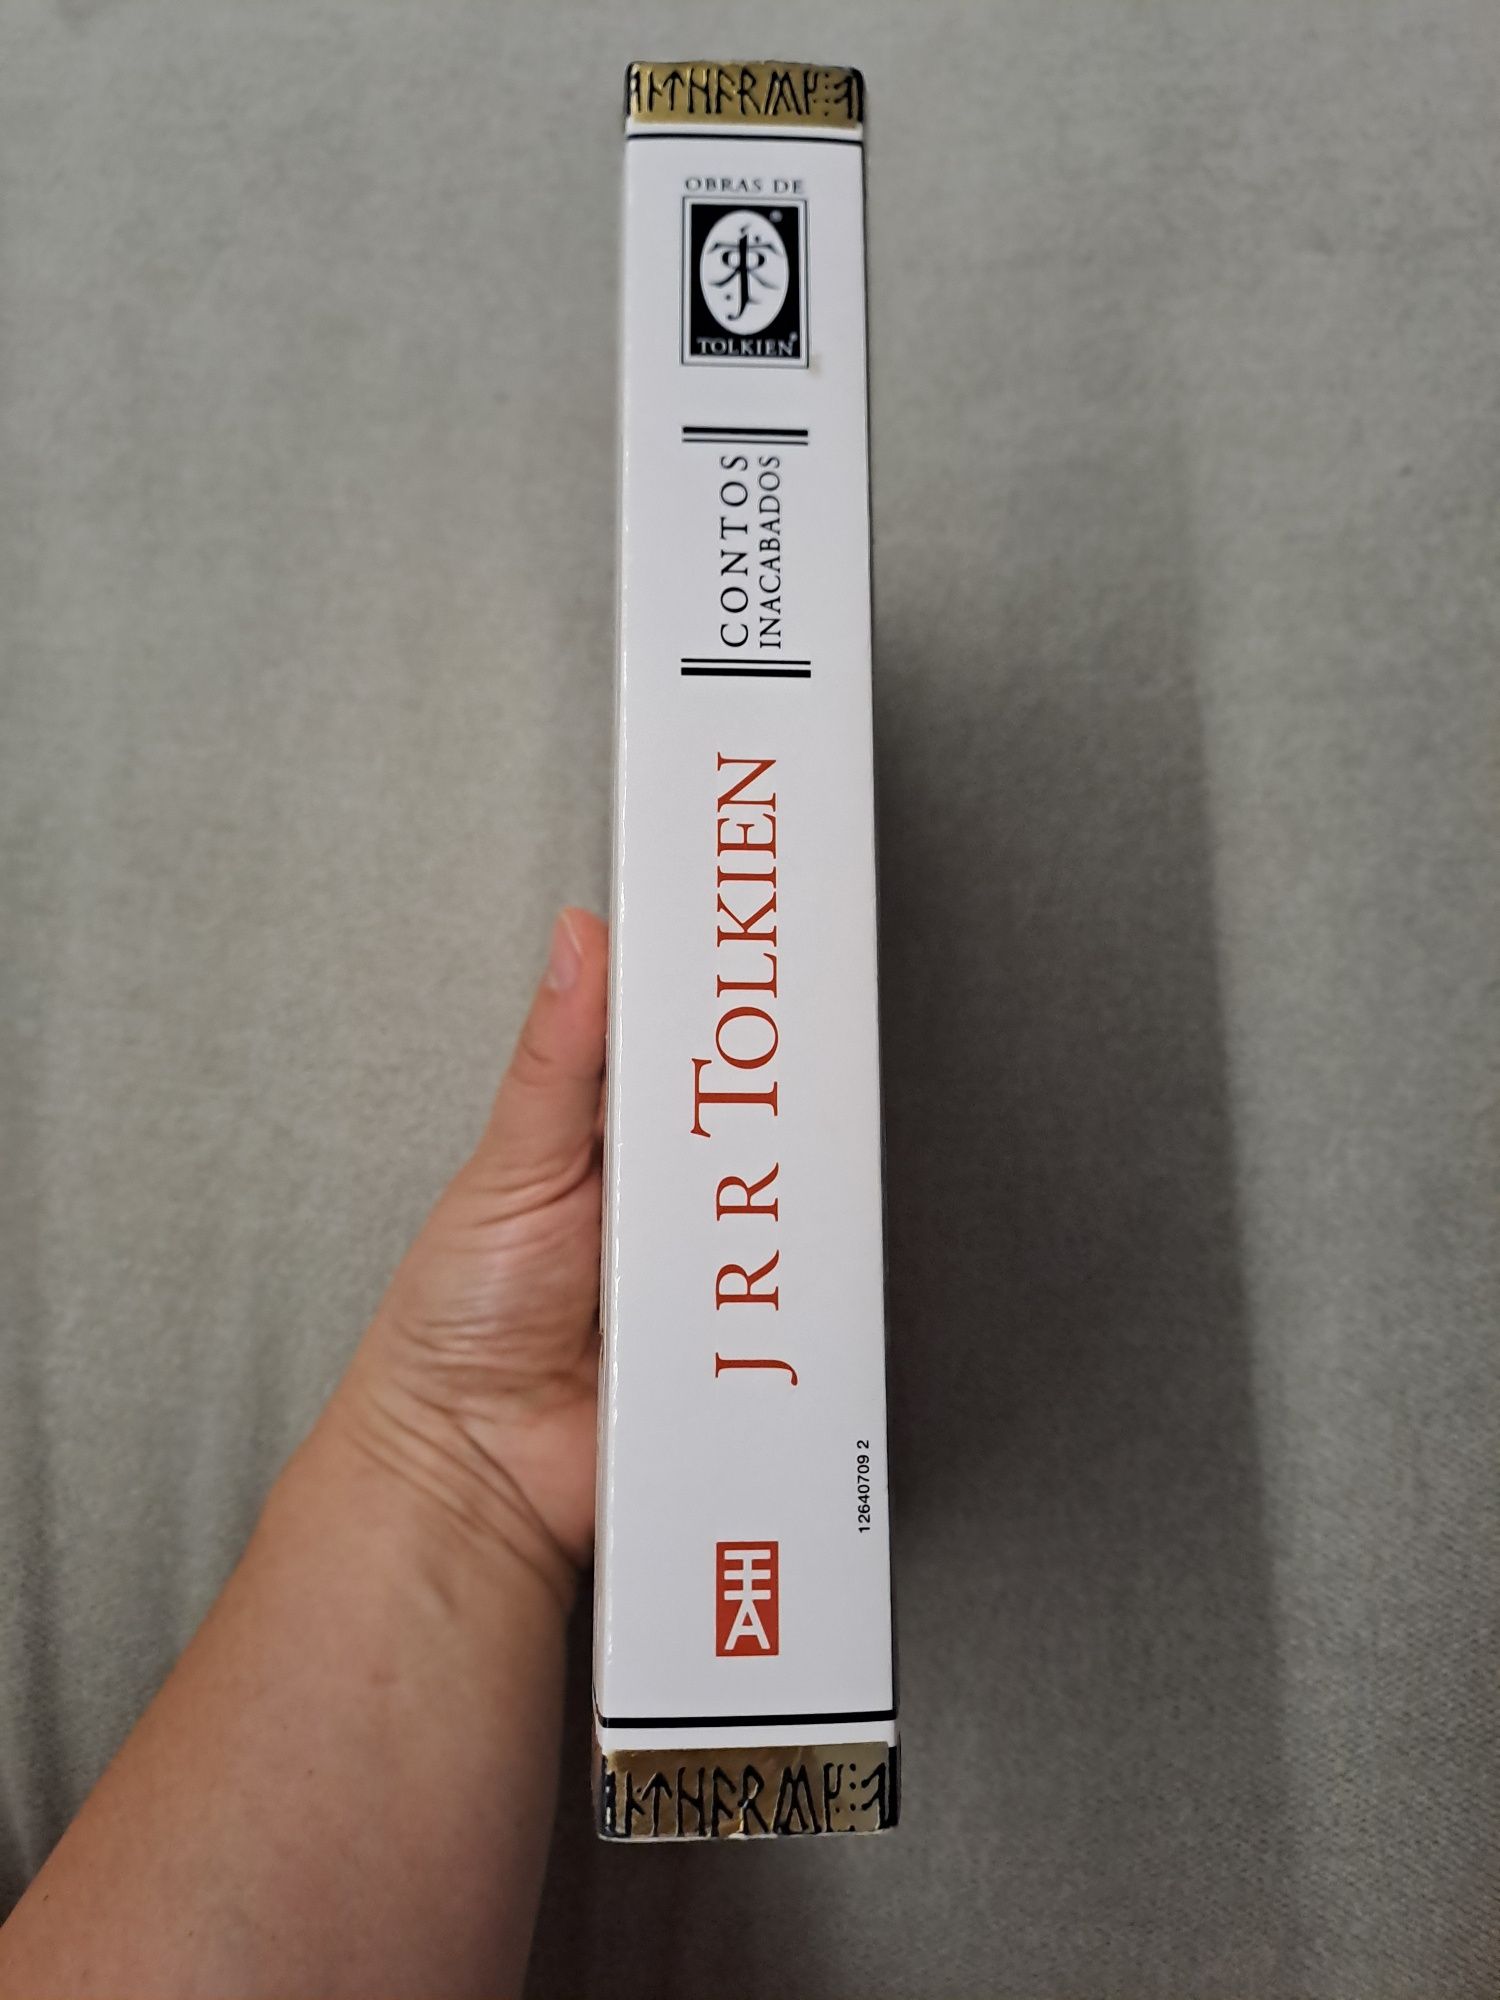 OBRAS DE
TOLKIEN
CONTOS
INACABADOS
J R R TOLKIEN
12640709 2